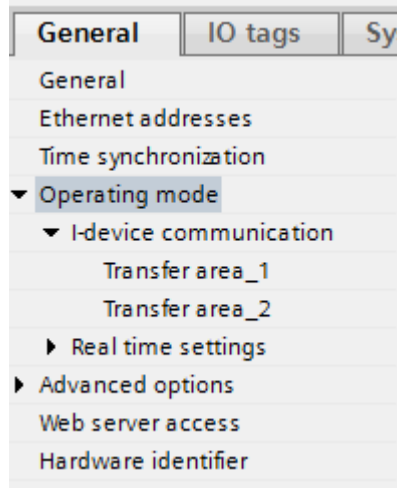 General IO tags Sy
General
Ethernet addresses
Time synchronization
Operating mode
I-device communication
Transfer area_1
Transfer area_2
Real time settings
Advanced options
Web server access
Hardware identifier